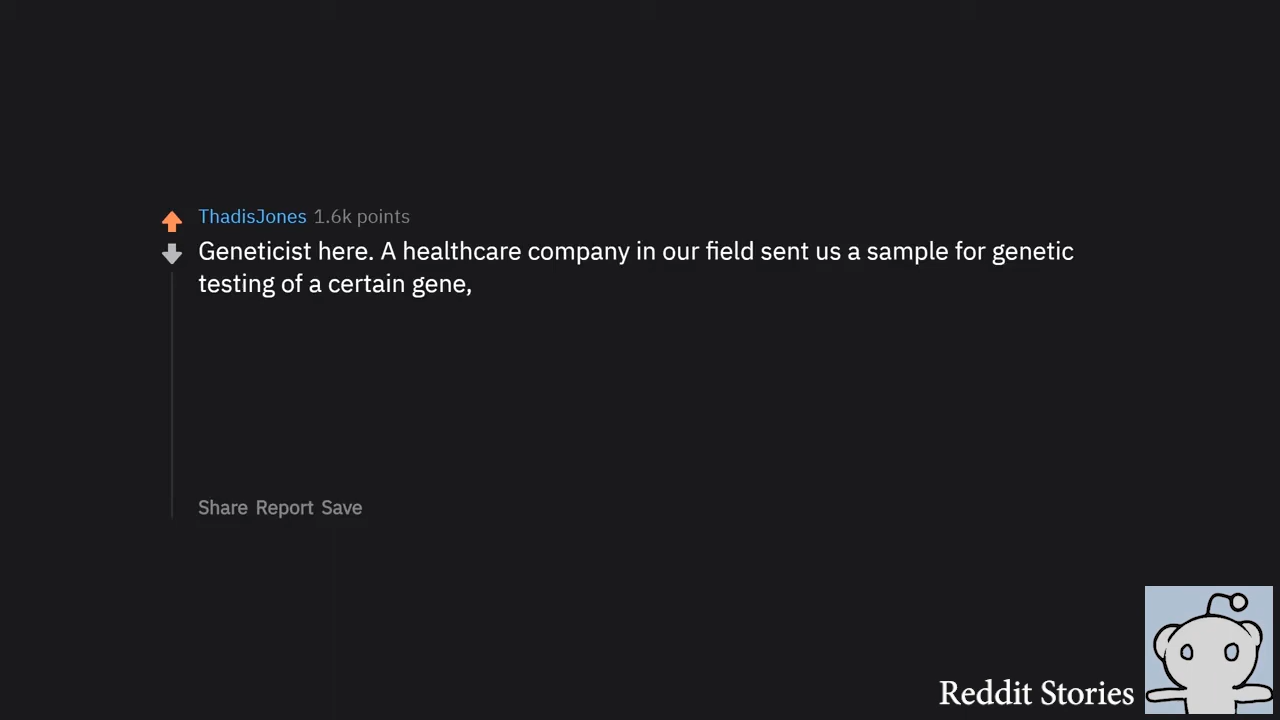 ThadisJones 1.6k points
Geneticist here. A healthcare company in our field sent us a sample for genetic
testing of a certain gene,
Share Report Save
Reddit Stories